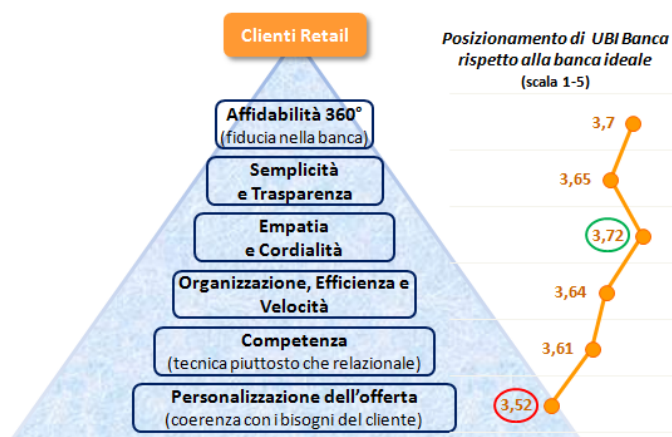 Clienti Retail
Posizionamento di UBI Banca
rispetto alla banca ideale
(scala 1-5)
Affidabilità 360°
(fiducia nella banca)
3,7
Semplicità
e Trasparenza
3,65
Empatia
e Cordialità
3,72
Organizzazione, Efficienza e
Velocità
3,64
Competenza
(tecnica piuttosto che relazionale)
3,61
Personalizzazione dell’offerta
(coerenza con i bisogni del cliente)
3,52